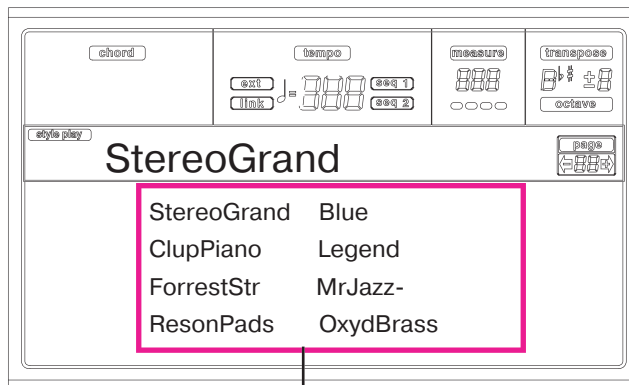 chord tempo measure transpose
ext seq 1
link seq 2
octave
style play
StereoGrand
page
StereoGrand Blue
ClupPiano Legend
ForrestStr MrJazz-
ResonPads OxydBrass